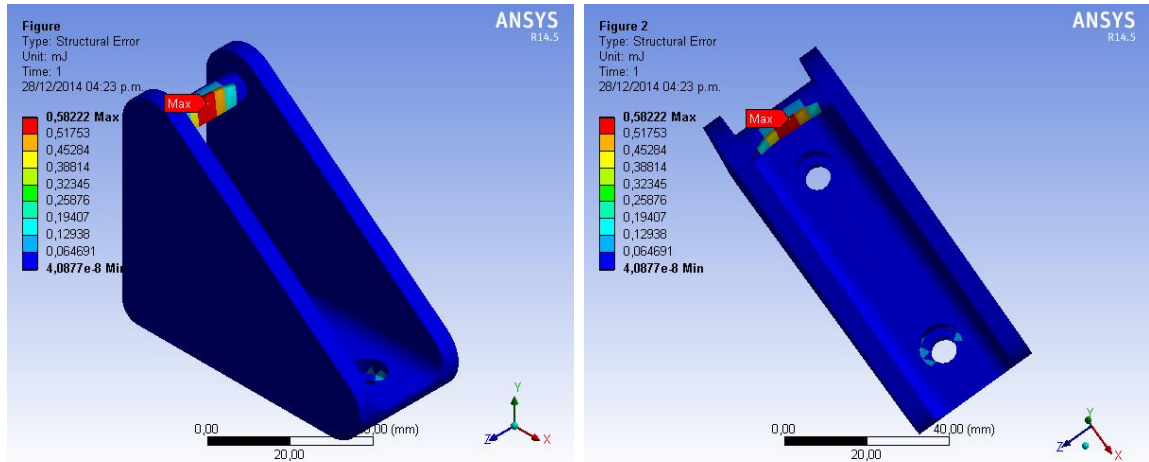 Figure
Type: Structural Error
Unit: mJ
Time: 1
28/12/2014 04:23 p.m.
ANSYS
R14.5
0,58222 Max
0,51753
0,45284
0,38814
0,32345
0,25876
0,19407
0,12938
0,064691
4,0877e-8 Min
Max
Y
Z
X
0,00
0,00 (mm)
20,00
Figure 2
Type: Structural Error
Unit: mJ
Time: 1
28/12/2014 04:23 p.m.
ANSYS
R14.5
0,58222 Max
0,51753
0,45284
0,38814
0,32345
0,25876
0,19407
0,12938
0,064691
4,0877e-8 Min
Max
Y
Z
X
0,00
40,00 (mm)
20,00